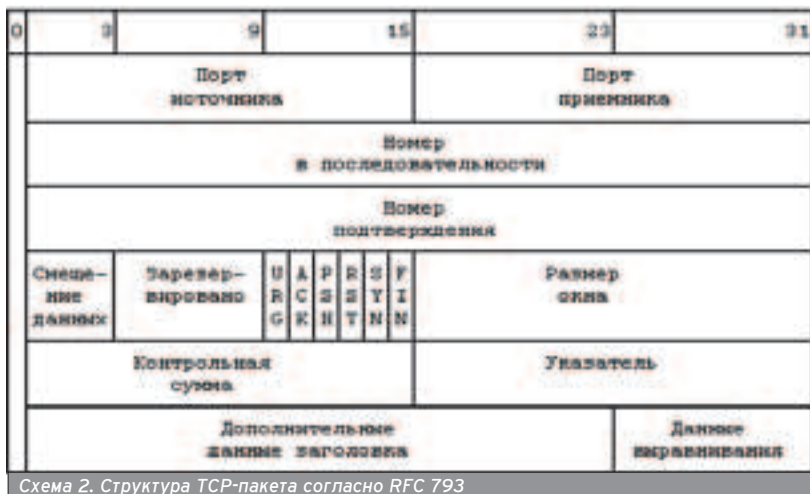 0 3 9 15 23 31
Порт Порт
источника приемника
Номер
в последовательности
Номер
подтверждения
Смеще- Зарезер- U A P R S F Размер
ние вировано R C S S Y I окна
данных G K H T N N
Контрольная Указатель
сумма
Дополнительные Данные
данные заголовка выравнивания
Схема 2. Структура TCP-пакета согласно RFC 793